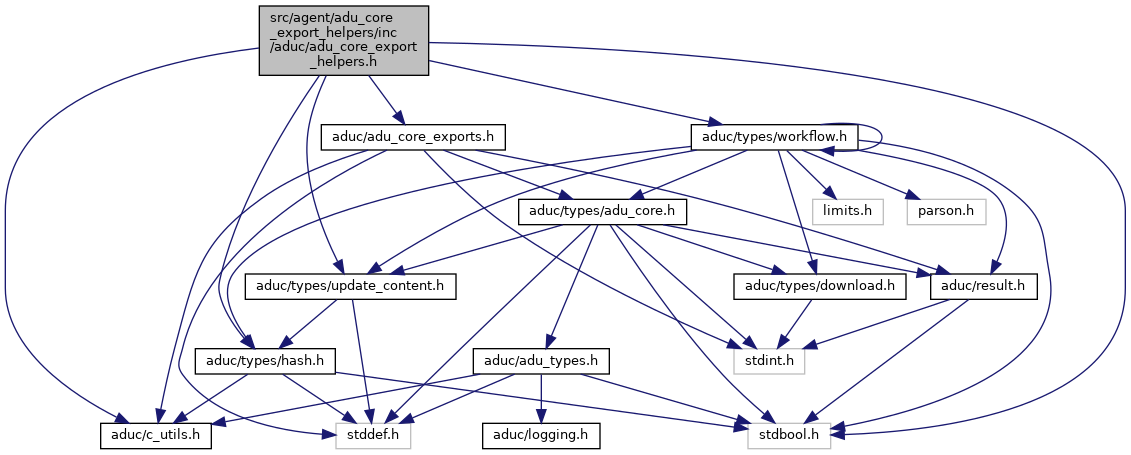 src/agent/adu_core
_export_helpers/inc
/aduc/adu_core_export
_helpers.h
aduc/adu_core_exports.h
aduc/types/workflow.h
aduc/types/adu_core.h
limits.h
parson.h
aduc/types/update_content.h
aduc/types/download.h
aduc/result.h
aduc/types/hash.h
aduc/adu_types.h
stdint.h
aduc/c_utils.h
stddef.h
aduc/logging.h
stdbool.h